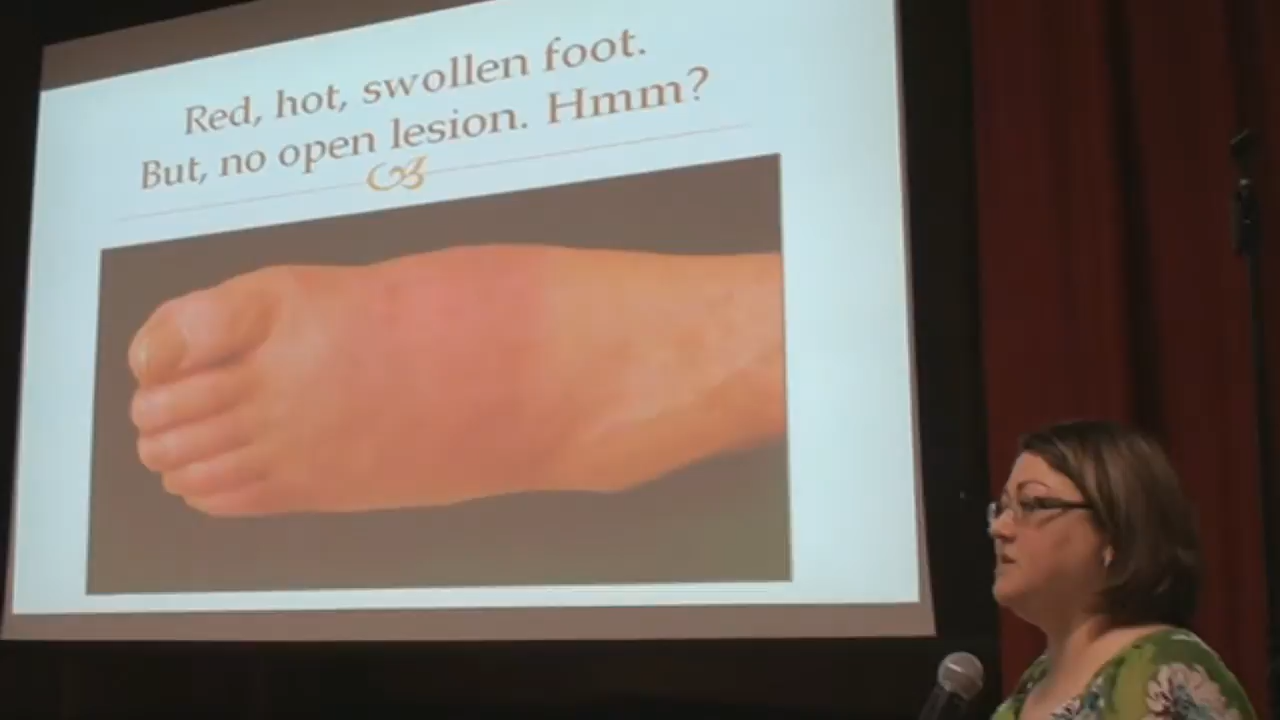 Red, hot, swollen foot.
But, no open lesion. Hmm?